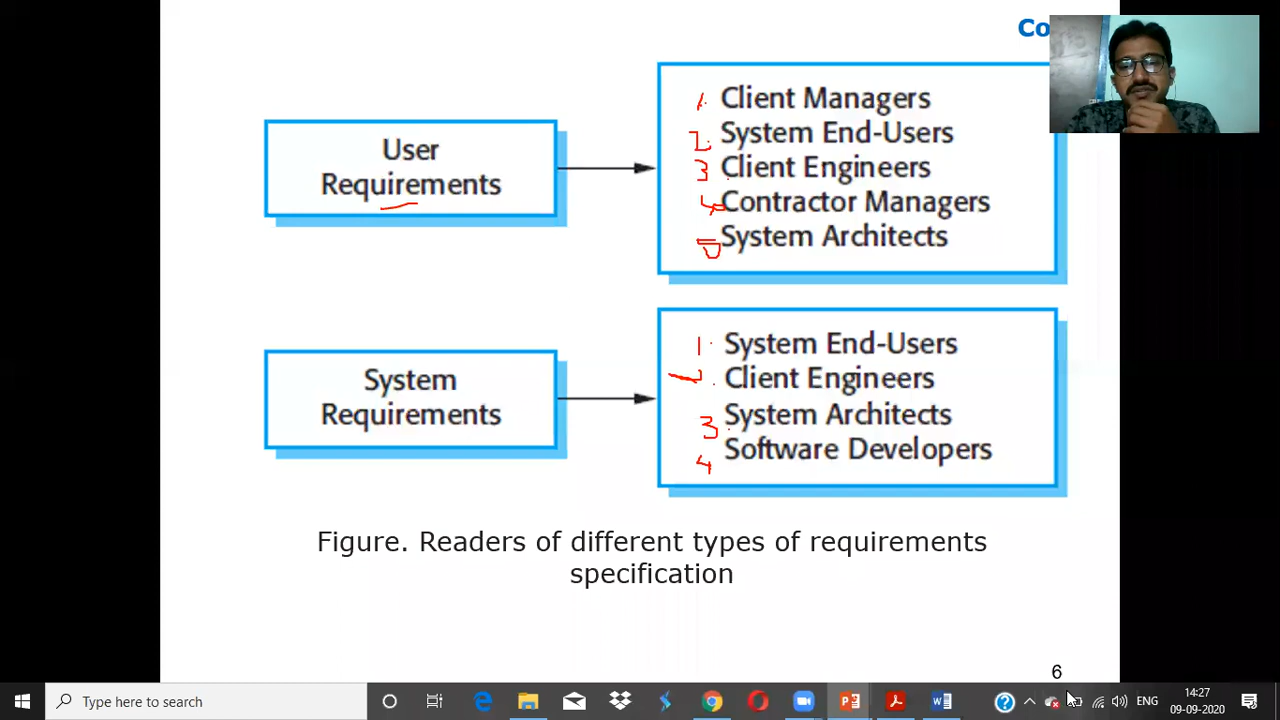 Co
User
Requirements
1. Client Managers
2. System End-Users
3. Client Engineers
4. Contractor Managers
5 System Architects
System
Requirements
1. System End-Users
Client Engineers
3. System Architects
4 Software Developers
Figure. Readers of different types of requirements
specification
6
Type here to search
ENG
14:27
09-09-2020